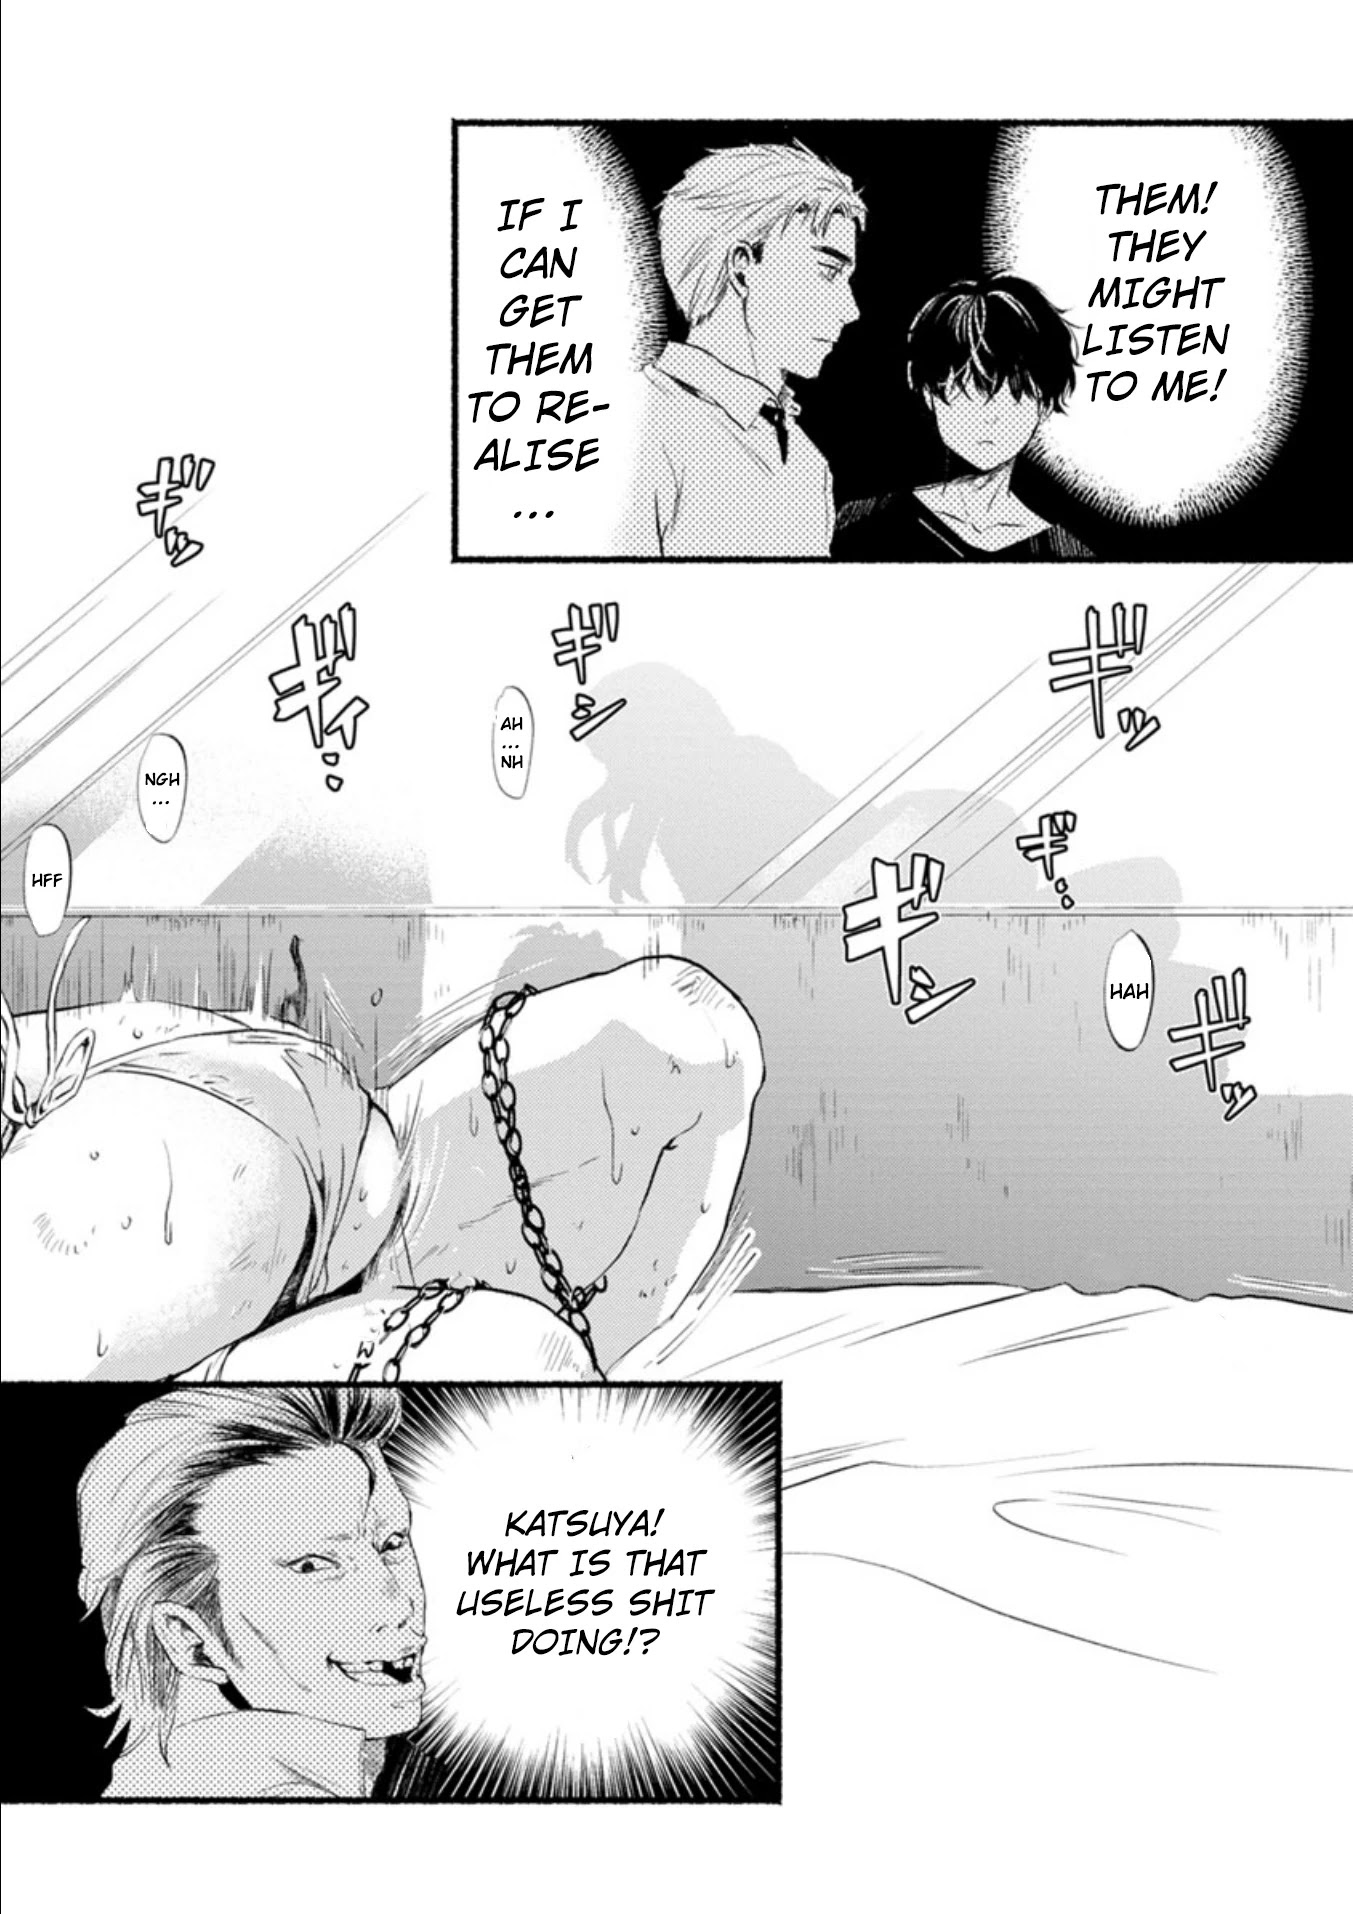 THEM!
THEY
MIGHT
LISTEN
TO ME!
IF I
CAN
GET
THEM
TO RE-
ALISE
...
ギッ
ギシ
ギィ
ギッ
ギ
ギシ
ギッ
HAH
AH
...
NH
NGH
...
HFF
KATSUYA!
WHAT IS THAT
USELESS SHIT
DOING!?